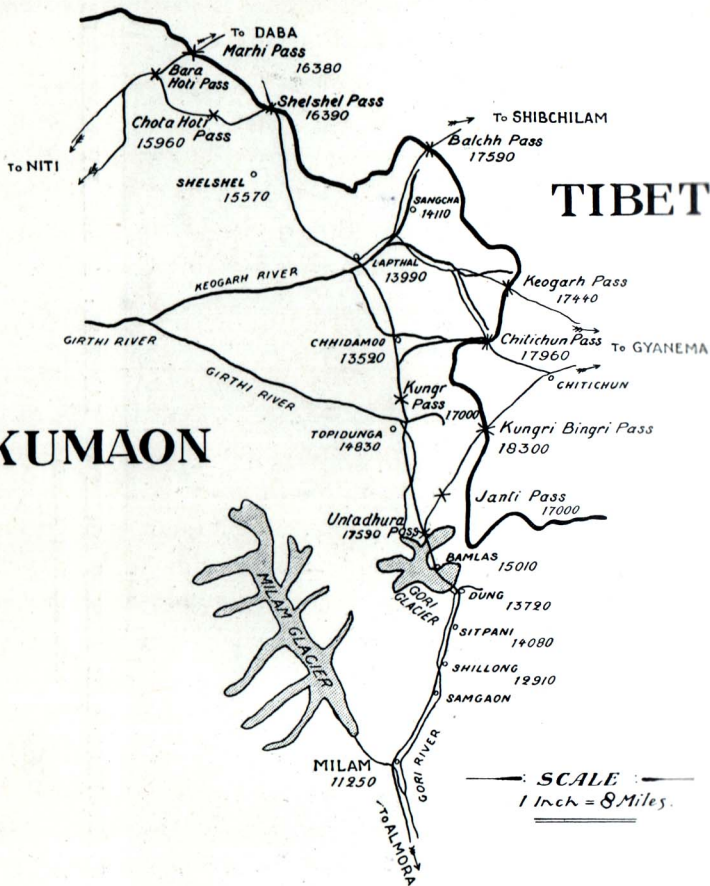 To DABA
Marhi Pass
16380
Bara
Hoti Pass
Shelshel Pass
16390
Chota Hoti
Pass
15960
To SHIBCHILAM
Balchh Pass
17590
To NITI
SHELSHEL
15570
TIBET
SANGCHA
14110
LAPTHAL
13990
KEOGARH RIVER
Keogarh Pass
17440
GIRTHI RIVER
CHHIDAMOO
13520
Chitichun Pass
17960
To GYANEMA
GIRTHI RIVER
CHITICHUN
Kungr
Pass
17000
KUMAON
TOPIDUNGA
14830
Kungri Bingri Pass
18300
Janti Pass
17000
Untadhura
17590 Pass
BAMLAS
15010
GORI
GLACIER
DUNG
13720
MILAM GLACIER
SITPANI
14080
SHILLONG
12910
SAMGAON
GORI RIVER
MILAM
11250
SCALE
1 Inch = 8 Miles.
To ALMORA